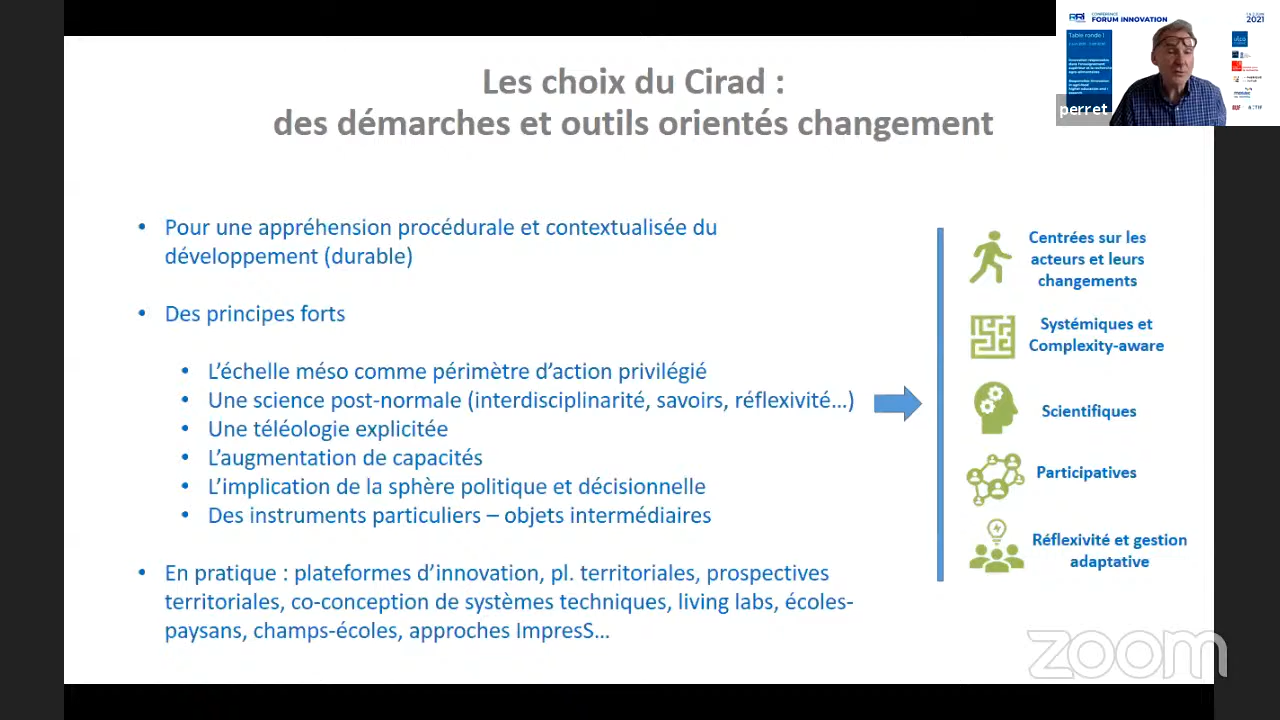 Les choix du Cirad :
des démarches et outils orientés changement
• Pour une appréhension procédurale et contextualisée du
développement (durable)
• Des principes forts
• L'échelle méso comme périmètre d'action privilégié
• Une science post-normale (interdisciplinarité, savoirs, réflexivité...)
• Une téléologie explicitée
• L'augmentation de capacités
• L'implication de la sphère politique et décisionnelle
• Des instruments particuliers – objets intermédiaires
• En pratique : plateformes d'innovation, pl. territoriales, prospectives
territoriales, co-conception de systèmes techniques, living labs, écoles-
paysans, champs-écoles, approches ImpresS...
Centrées sur les
acteurs et leurs
changements
Systémiques et
Complexity-aware
Scientifiques
Participatives
Réflexivité et gestion
adaptative
CONFÉRENCE
FORUM INNOVATION
2021
Table ronde 1
perret
zoom